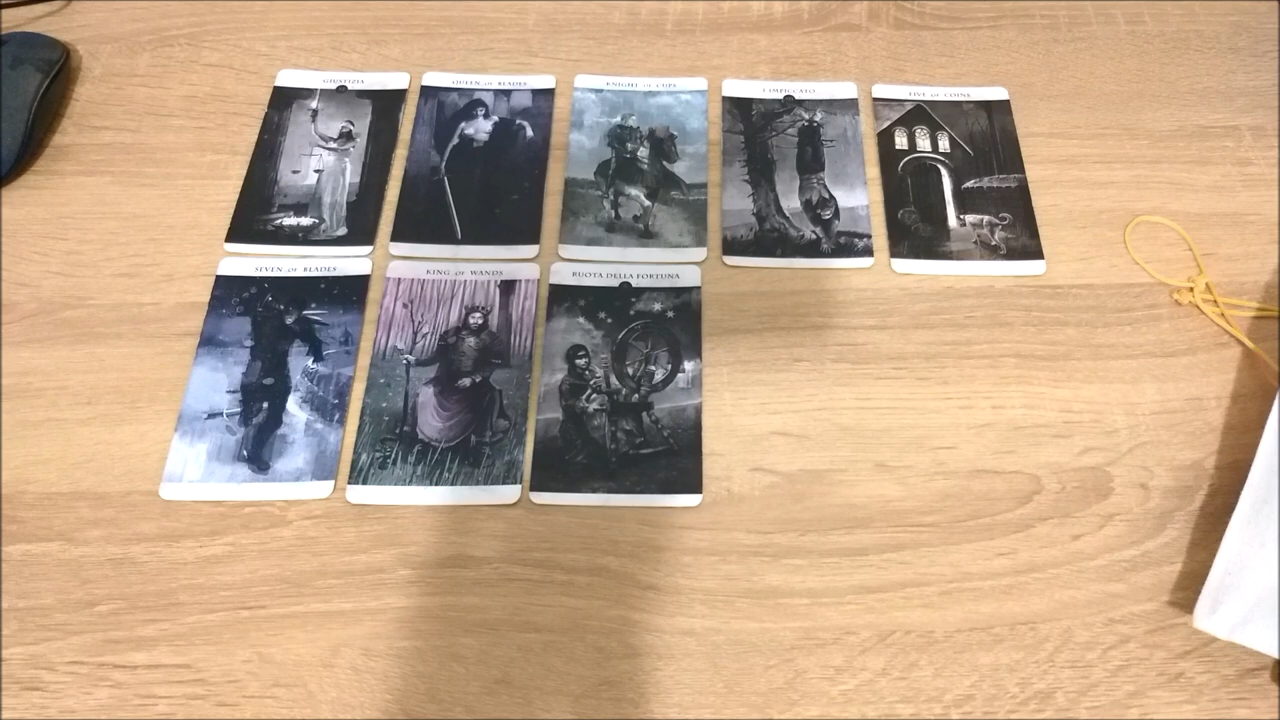 GIUSTIZIA
QUEEN OF BLADES
KNIGHT OF CUPS
L'IMPICCATO
FIVE OF COINS
SEVEN OF BLADES
KING OF WANDS
RUOTA DELLA FORTUNA